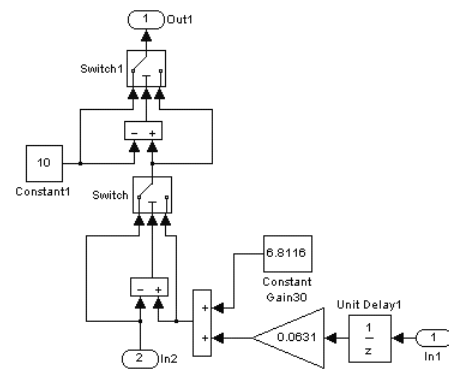 1
Out1
Switch1
− +
10
Constant1
Switch
6.8116
Constant
Gain30
− +
+
+
0.0631
Unit Delay1
1
z
1
In1
2
In2